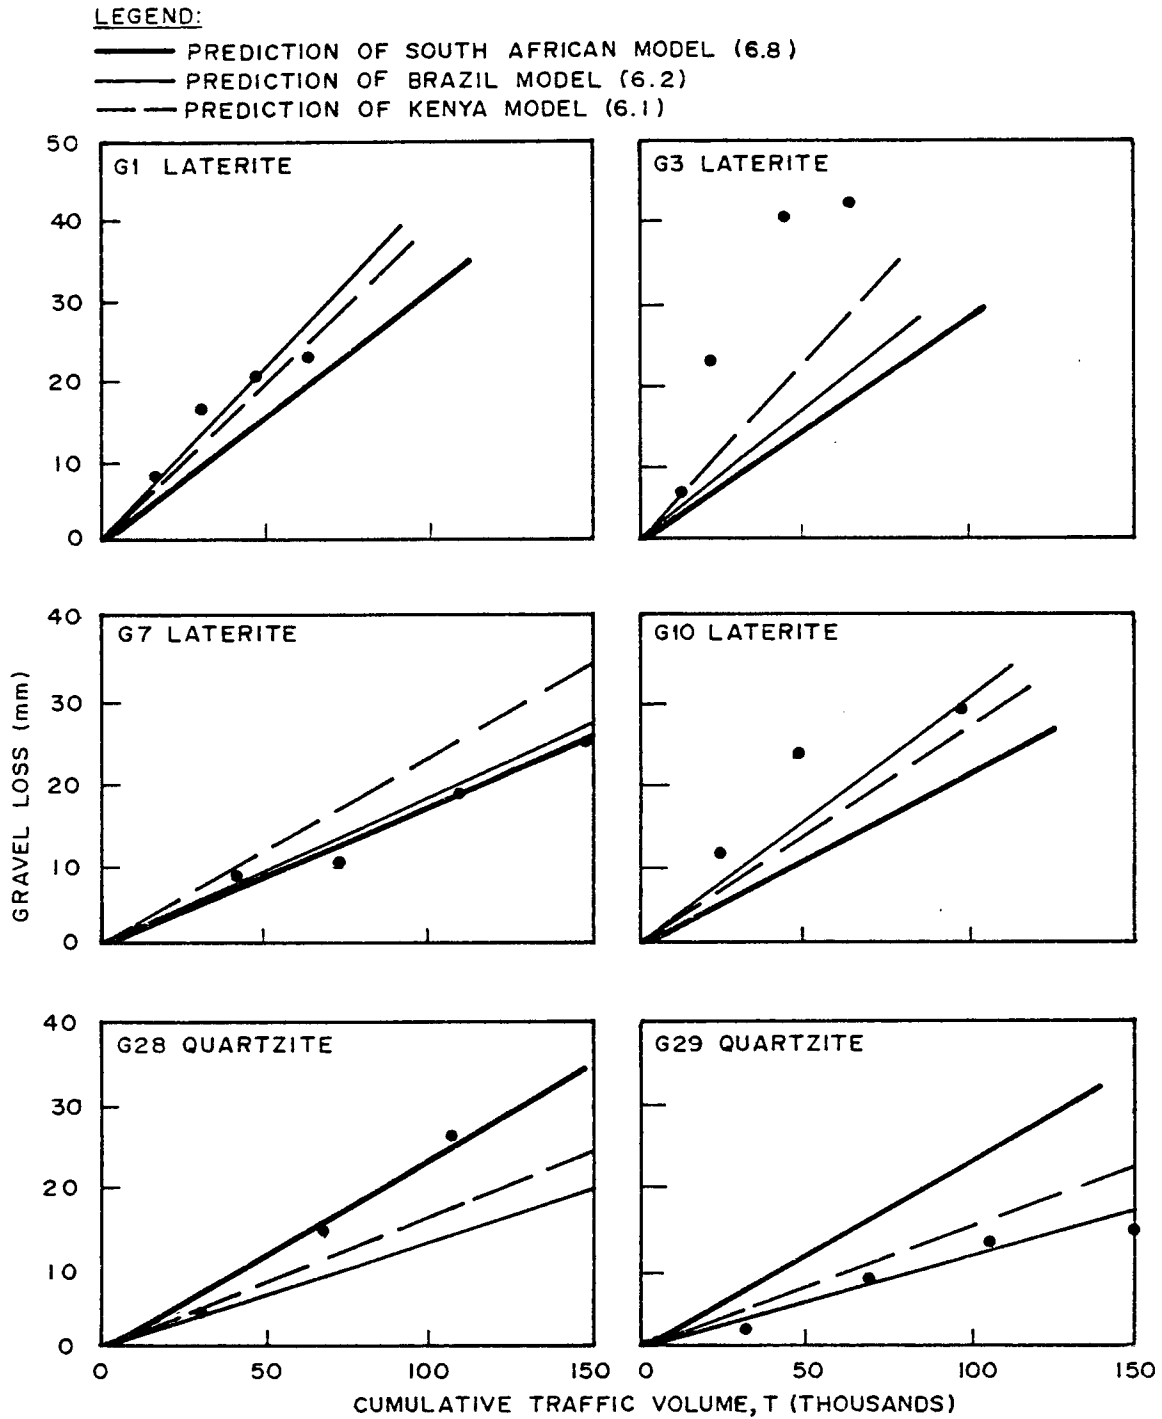 LEGEND:
PREDICTION OF SOUTH AFRICAN MODEL (6.8)
PREDICTION OF BRAZIL MODEL (6.2)
PREDICTION OF KENYA MODEL (6.1)
50
G1 LATERITE
G3 LATERITE
40
30
20
10
0
40
G7 LATERITE
G10 LATERITE
30
20
10
0
GRAVEL LOSS (mm)
40
G28 QUARTZITE
G29 QUARTZITE
30
20
10
0
0 50 100 150 0 50 100 150
CUMULATIVE TRAFFIC VOLUME, T (THOUSANDS)